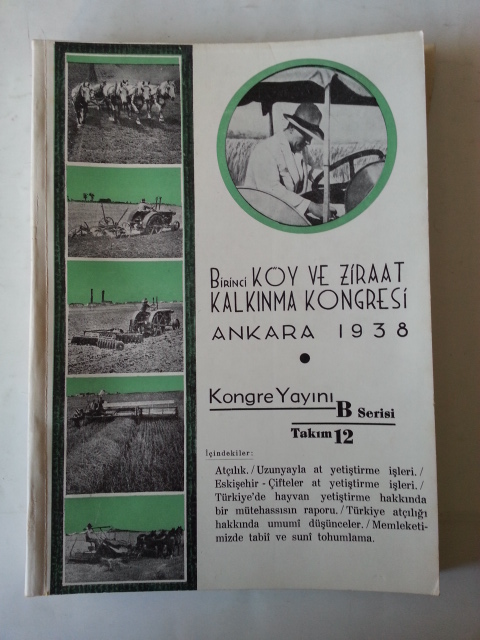 Birinci KÖY VE ZİRAAT
KALKINMA KONGRESİ
ANKARA 1938
Kongre Yayını
B Serisi
Takım 12
İçindekiler:
Atçılık. / Uzunyayla at yetiştirme işleri. /
Eskişehir - Çifteler at yetiştirme işleri. /
Türkiye'de hayvan yetiştirme hakkında
bir mütehassısın raporu. / Türkiye atçılığı
hakkında umumî düşünceler. / Memleketi-
mizde tabiî ve sunî tohumlama.